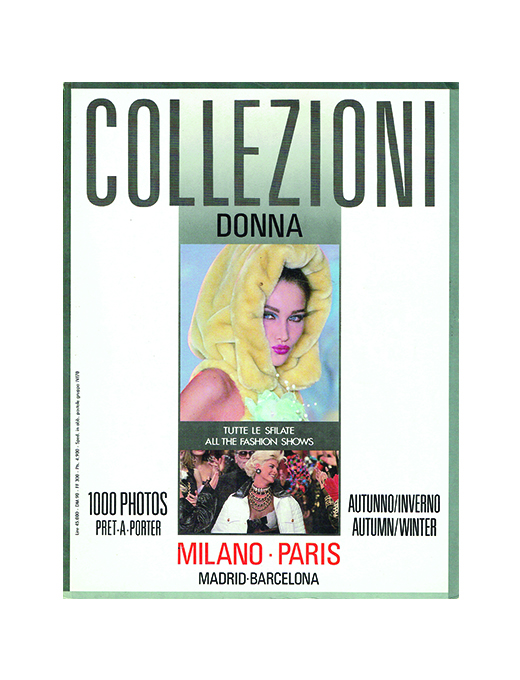 COLLEZIONI
DONNA
TUTTE LE SFILATE
ALL THE FASHION SHOWS
1000 PHOTOS
PRET-A-PORTER
AUTUNNO/INVERNO
AUTUMN/WINTER
MILANO · PARIS
MADRID·BARCELONA